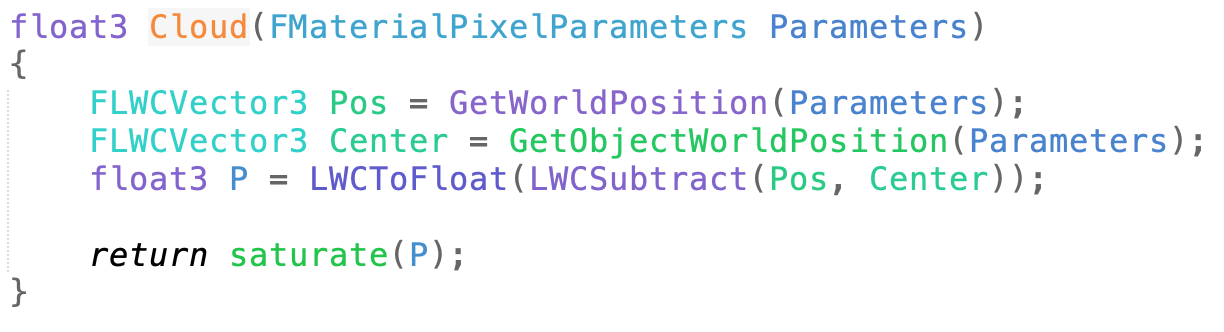 float3 Cloud(FMaterialPixelParameters Parameters)
{
    FLWCVector3 Pos = GetWorldPosition(Parameters);
    FLWCVector3 Center = GetObjectWorldPosition(Parameters);
    float3 P = LWCToFloat(LWCSubtract(Pos, Center));

    return saturate(P);
}